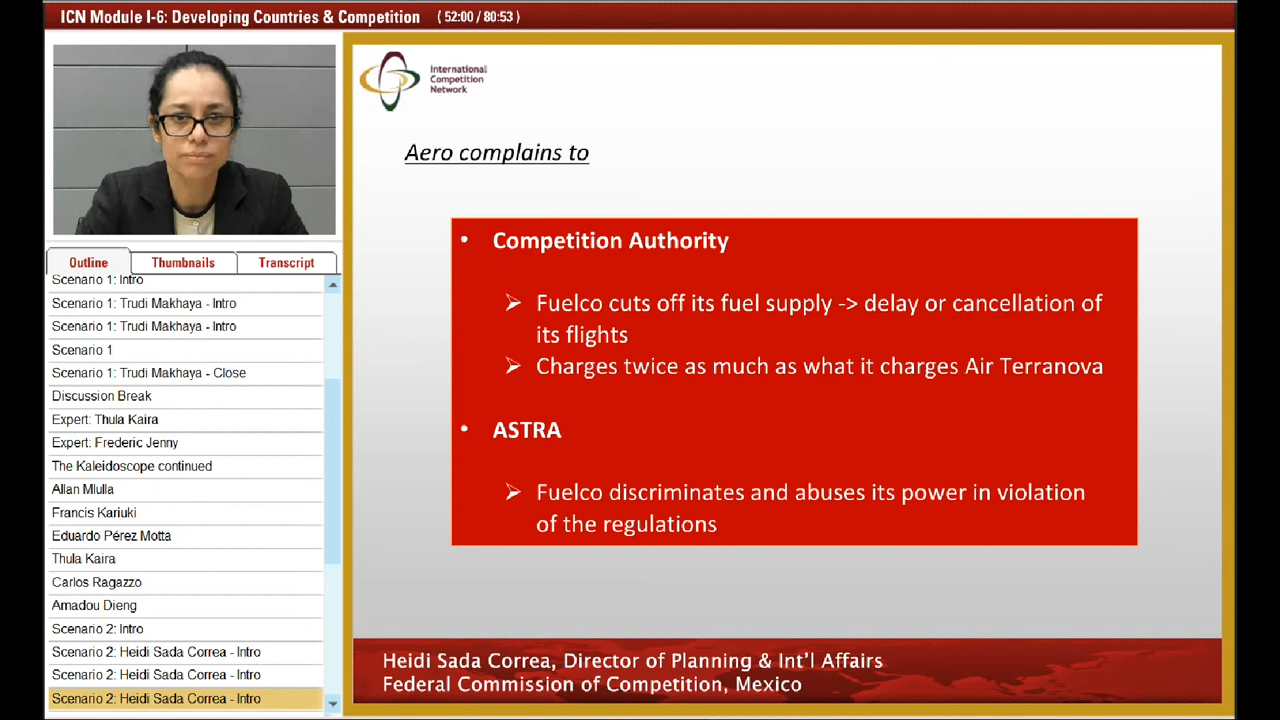 ICN Module I-6: Developing Countries & Competition ( 52:00 / 80:53 )
International
Competition
Network
Aero complains to
• Competition Authority
➢ Fuelco cuts off its fuel supply -> delay or cancellation of
its flights
➢ Charges twice as much as what it charges Air Terranova
• ASTRA
➢ Fuelco discriminates and abuses its power in violation
of the regulations
Heidi Sada Correa, Director of Planning & Int'l Affairs
Federal Commission of Competition, Mexico
Outline Thumbnails Transcript
Scenario 1: Intro
Scenario 1: Trudi Makhaya - Intro
Scenario 1: Trudi Makhaya - Intro
Scenario 1
Scenario 1: Trudi Makhaya - Close
Discussion Break
Expert: Thula Kaira
Expert: Frederic Jenny
The Kaleidoscope continued
Allan Mlulla
Francis Kariuki
Eduardo Pérez Motta
Thula Kaira
Carlos Ragazzo
Amadou Dieng
Scenario 2: Intro
Scenario 2: Heidi Sada Correa - Intro
Scenario 2: Heidi Sada Correa - Intro
Scenario 2: Heidi Sada Correa - Intro